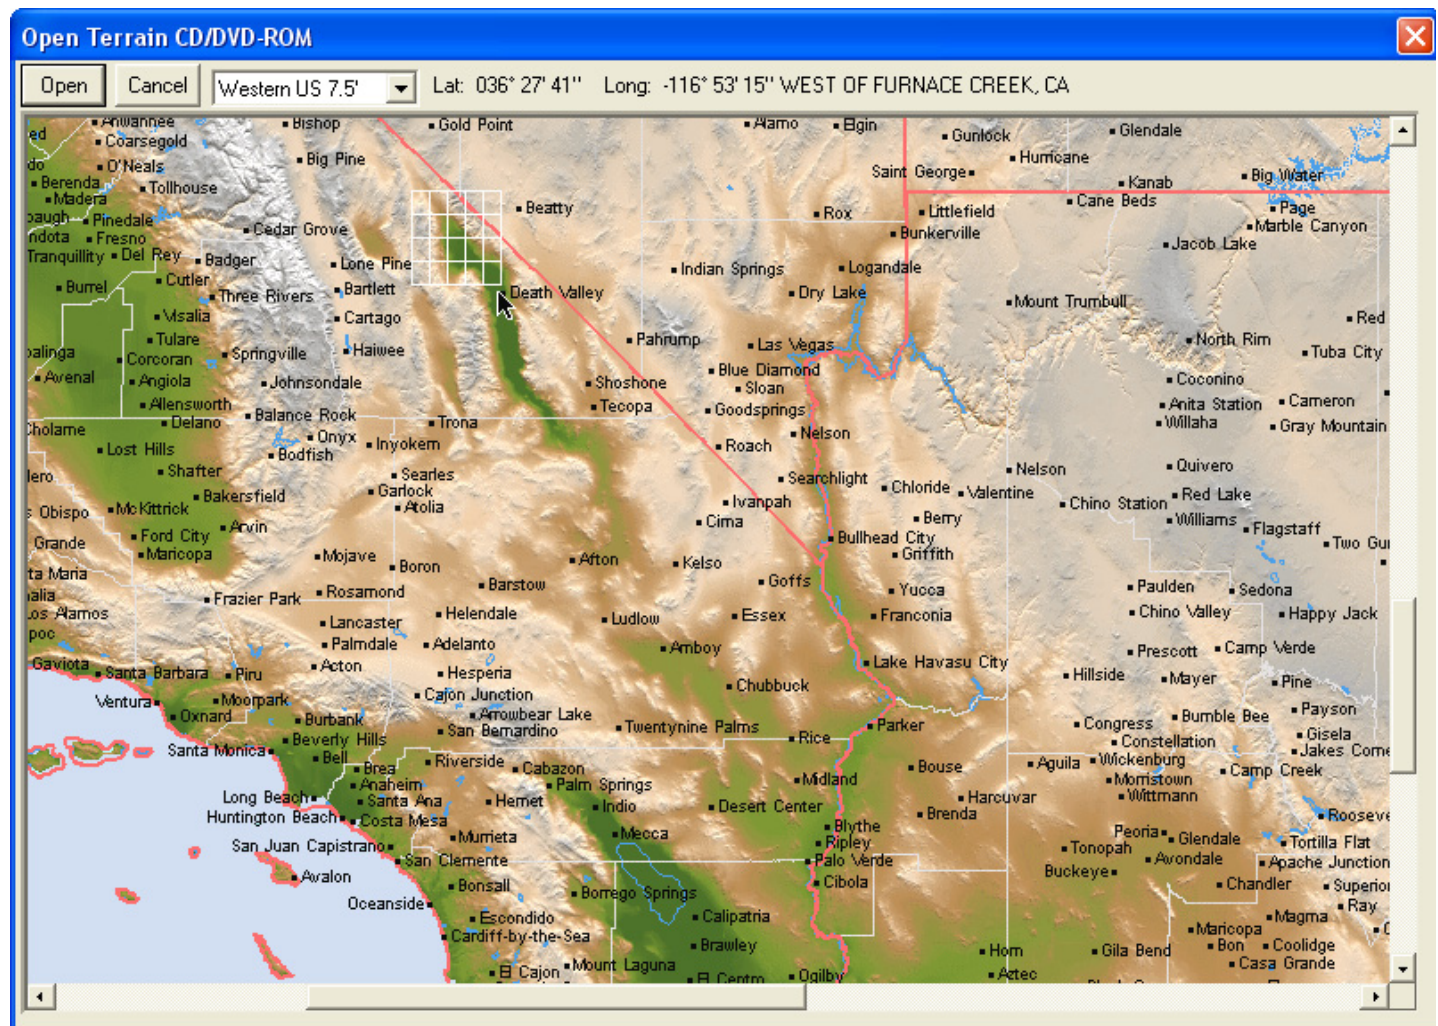 Open Terrain CD/DVD-ROM
Open
Cancel
Western US 7.5'
Lat: 036° 27' 41" Long: -116° 53' 15" WEST OF FURNACE CREEK, CA
Ahwahnee
Bishop
Gold Point
Alamo
Elgin
Gunlock
Glendale
Coarsegold
Big Pine
Hurricane
O'Neals
Saint George
Kanab
Big Water
Berenda
Tollhouse
Madera
Cane Beds
Page
Beatty
Rox
Littlefield
Pinedale
Marble Canyon
Fresno
Cedar Grove
Bunkerville
Jacob Lake
Tranquillity
Del Rey
Badger
Lone Pine
Indian Springs
Logandale
Burrel
Cutler
Three Rivers
Bartlett
Death Valley
Dry Lake
Mount Trumbull
Visalia
Cartago
Red
Tulare
Pahrump
Las Vegas
North Rim
Corcoran
Springville
Haiwee
Tuba City
Avenal
Angiola
Johnsondale
Shoshone
Blue Diamond
Sloan
Coconino
Allensworth
Balance Rock
Tecopa
Goodsprings
Anita Station
Cameron
Cholame
Delano
Trona
Willaha
Gray Mountain
Onyx
Inyokern
Nelson
Lost Hills
Bodfish
Roach
Shafter
Searles
Searchlight
Nelson
Quivero
Bakersfield
Garlock
Chloride
Valentine
Red Lake
McKittrick
Atolia
Ivanpah
Chino Station
s Obispo
Arvin
Cima
Berry
Williams
Flagstaff
Ford City
Bullhead City
Grande
Maricopa
Mojave
Boron
Afton
Kelso
Griffith
Two Gu
ta Maria
Barstow
Goffs
Yucca
Paulden
Sedona
Frazier Park
Rosamond
Los Alamos
Helendale
Ludlow
Essex
Franconia
Chino Valley
Happy Jack
poc
Lancaster
Palmdale
Adelanto
Amboy
Prescott
Camp Verde
Gaviota
Santa Barbara
Piru
Acton
Hesperia
Lake Havasu City
Hillside
Mayer
Pine
Ventura
Moorpark
Cajon Junction
Chubbuck
Oxnard
Burbank
Arrowbear Lake
San Bernardino
Twentynine Palms
Parker
Congress
Bumble Bee
Payson
Santa Monica
Beverly Hills
Rice
Constellation
Gisela
Bell
Brea
Riverside
Cabazon
Bouse
Aguila
Wickenburg
Jakes Corne
Camp Creek
Anaheim
Palm Springs
Midland
Morristown
Long Beach
Santa Ana
Hemet
Indio
Desert Center
Harcuvar
Wittmann
Huntington Beach
Costa Mesa
Brenda
Rooseve
San Juan Capistrano
Murrieta
Mecca
Blythe
Ripley
Peoria
Glendale
Tortilla Flat
San Clemente
Palo Verde
Tonopah
Avondale
Apache Junction
Avalon
Bonsall
Borrego Springs
Cibola
Buckeye
Chandler
Superior
Oceanside
Escondido
Calipatria
Magma
Ray
Cardiff-by-the-Sea
Brawley
Horn
Gila Bend
Maricopa
Bon
Coolidge
El Cajon
Mount Laguna
El Centro
Ogilby
Aztec
Casa Grande